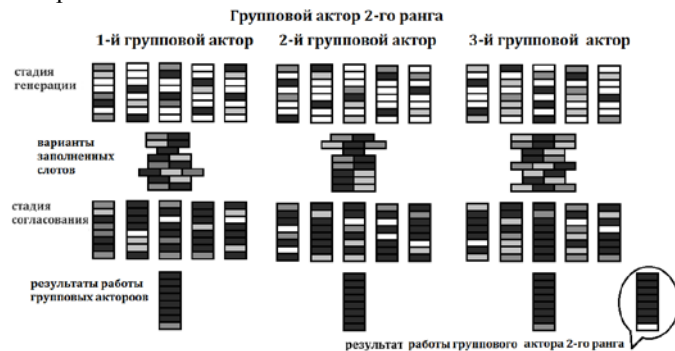 Групповой актор 2-го ранга
1-й групповой актор
2-й групповой актор
3-й групповой актор
стадия
генерации
варианты
заполненных
слотов
стадия
согласования
результаты работы
групповых актороов
результат работы группового актора 2-го ранга